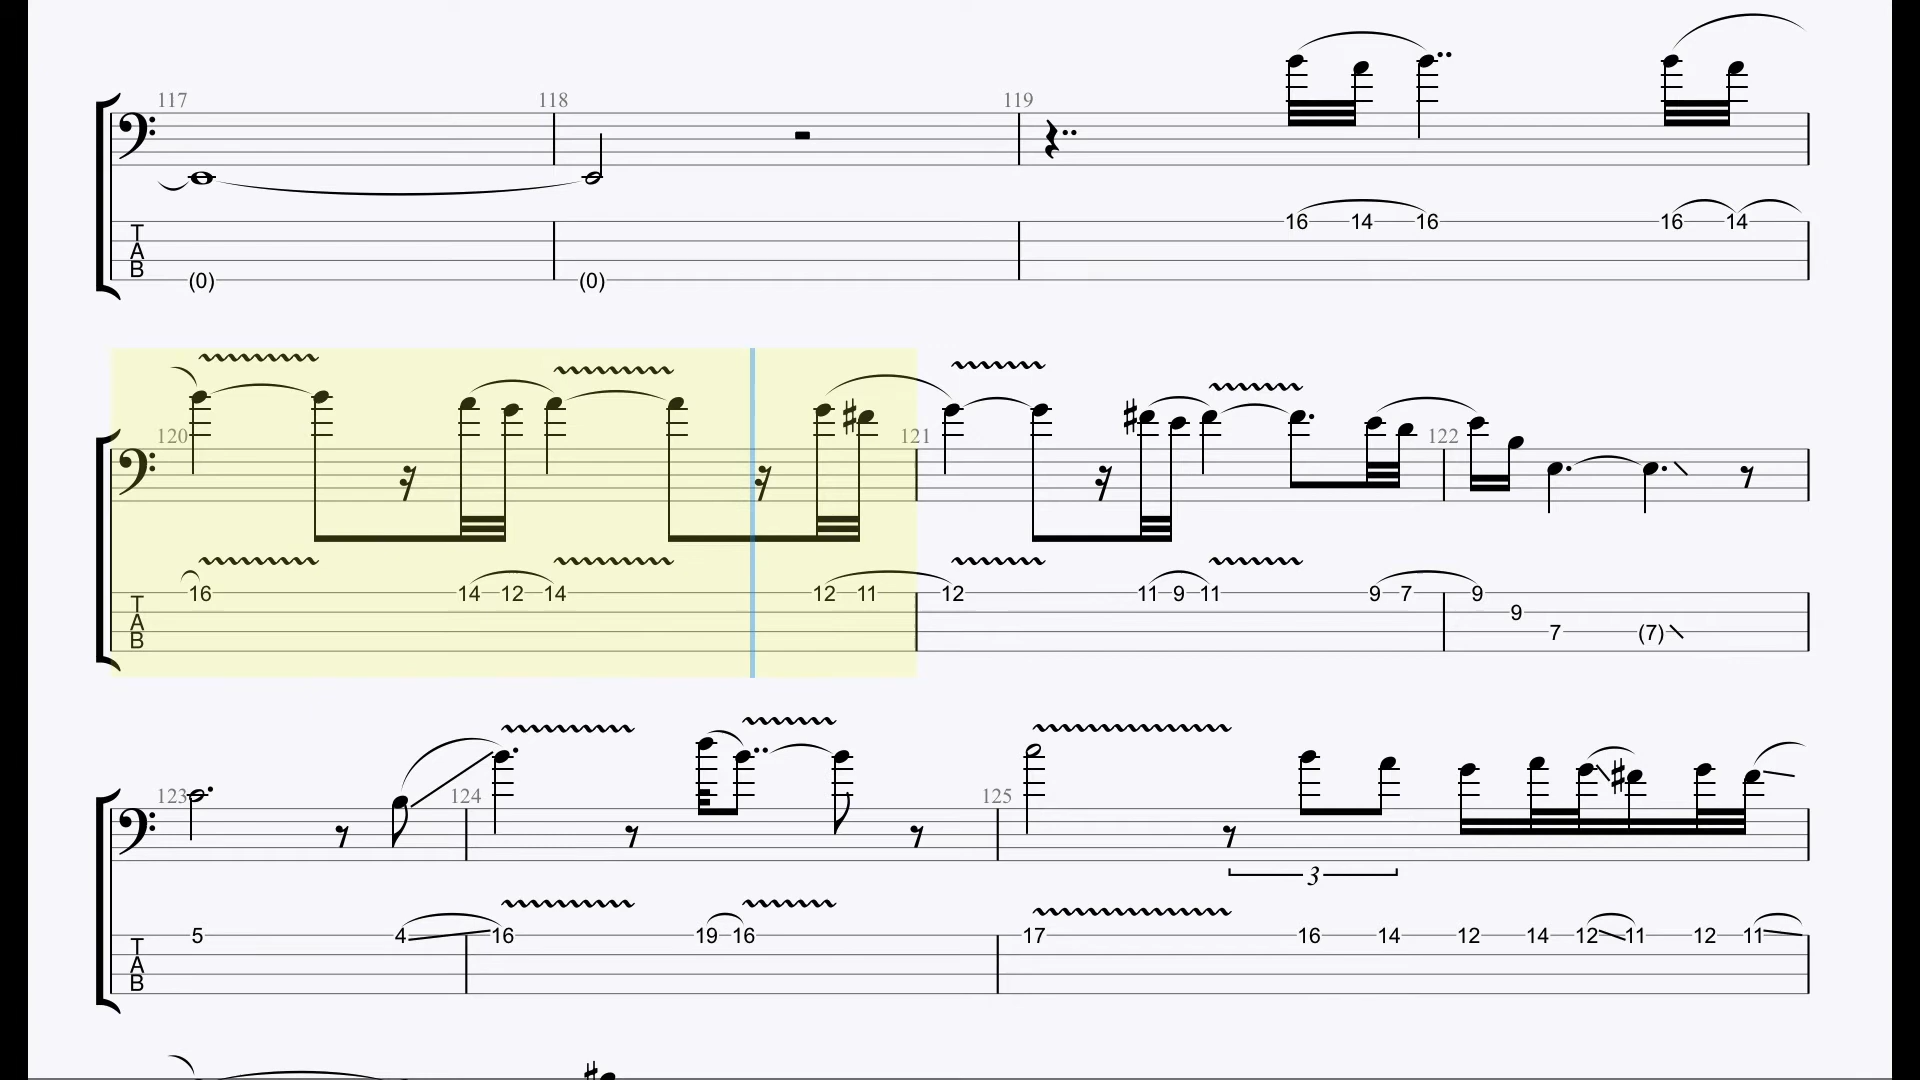 117 118 119
16 14 16 16 14
T
A
B
(0) (0)
120 121 122
16 14 12 14 12 11 12 11 9 11 9 7 9
T
9
A
7 (7)
B
123 124 125
3
5 4 16 19 16 17 16 14 12 14 12 11 12 11
T
A
B